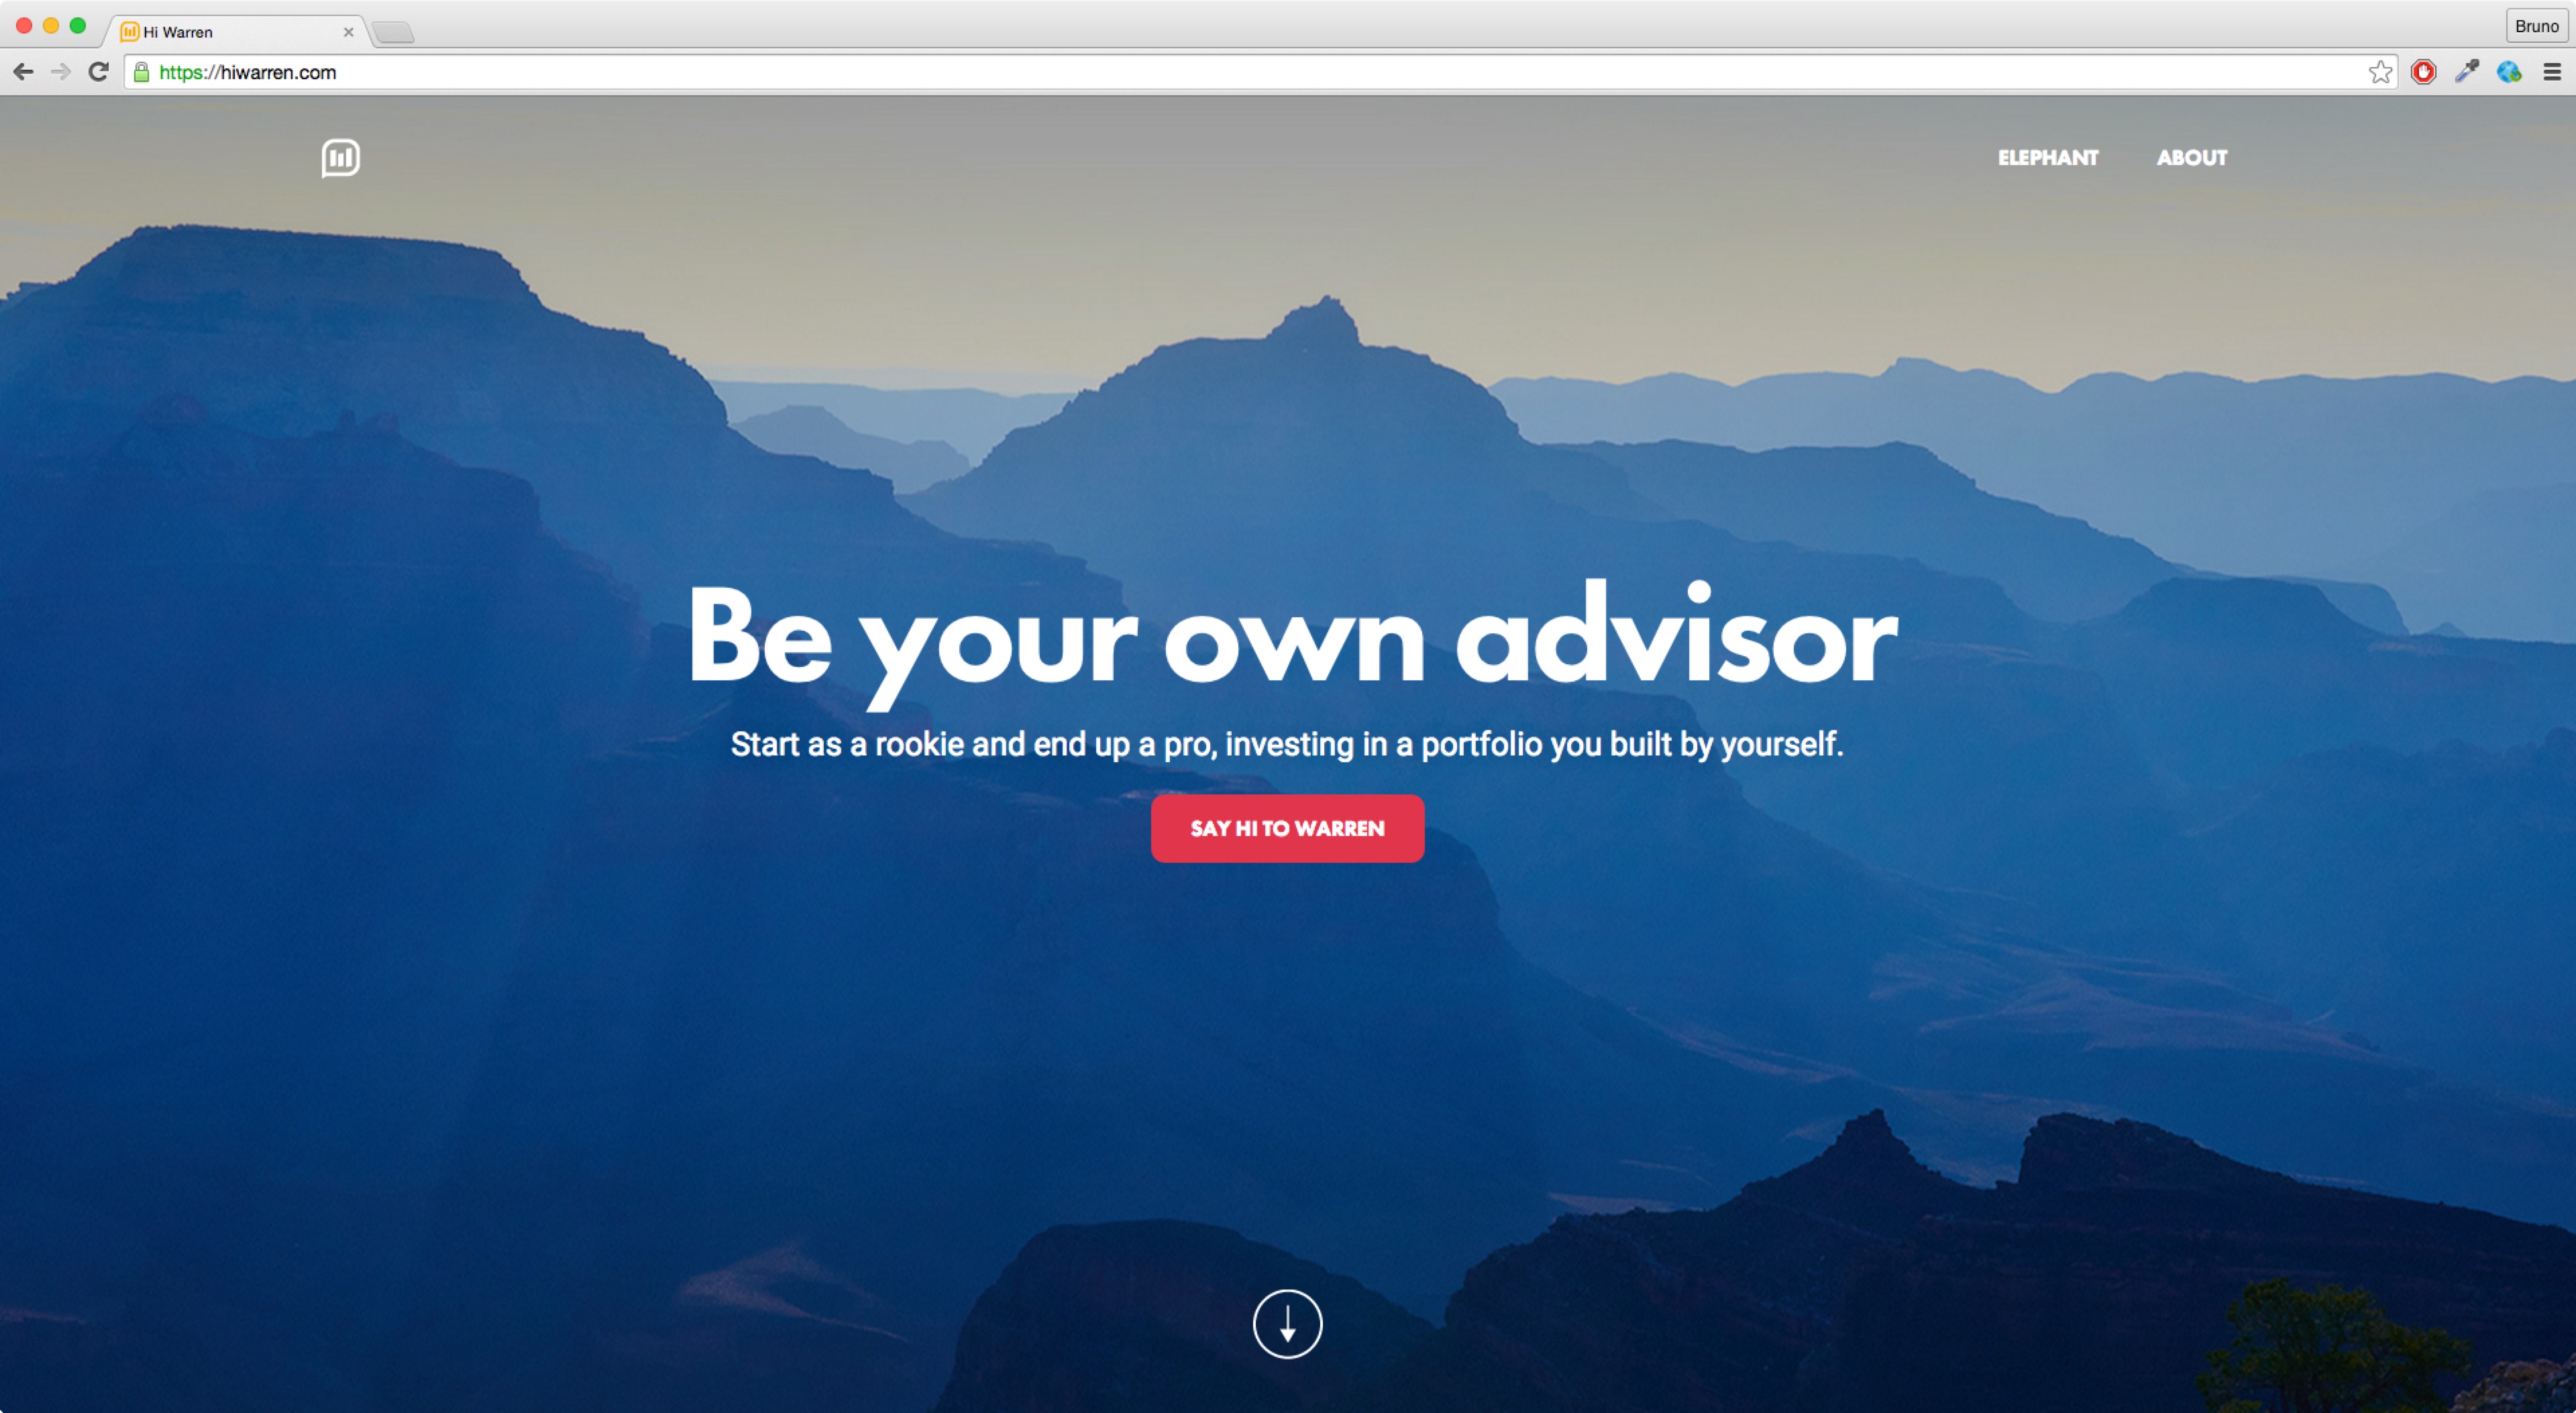 Hi Warren
Bruno
https://hiwarren.com
ELEPHANT
ABOUT
Be your own advisor
Start as a rookie and end up a pro, investing in a portfolio you built by yourself.
SAY HI TO WARREN